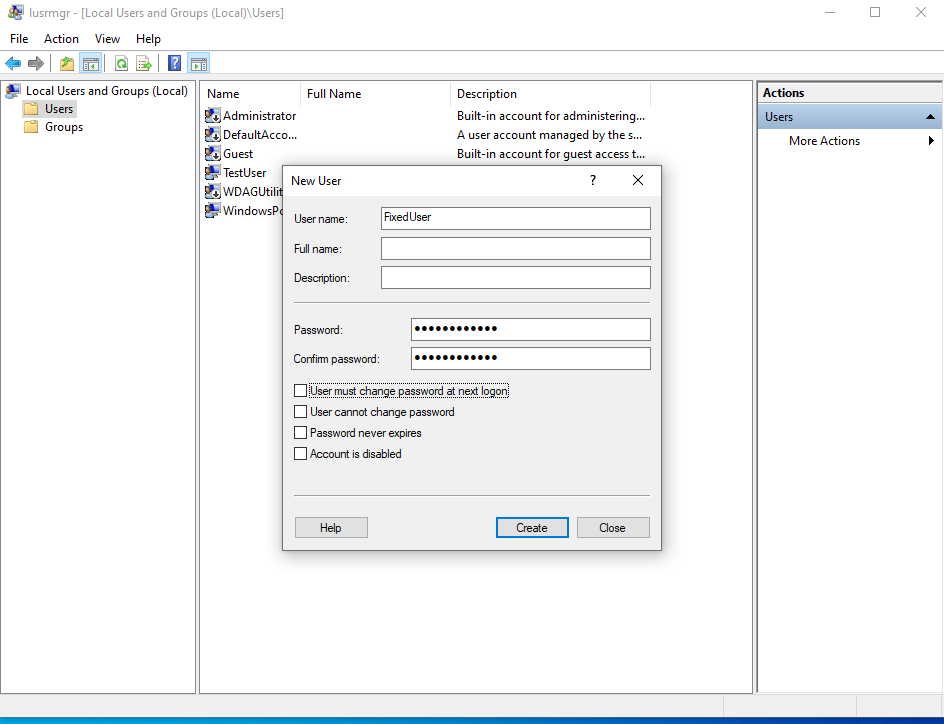 lusrmgr - [Local Users and Groups (Local)\Users]
File Action View Help
Local Users and Groups (Local)
Users
Groups
Name Full Name Description
Administrator Built-in account for administering...
DefaultAcco... A user account managed by the s...
Guest Built-in account for guest access t...
TestUser
WDAGUtilit
WindowsPo
Actions
Users
More Actions
New User ?
User name: FixedUser
Full name:
Description:
Password: ●●●●●●●●●●●●
Confirm password: ●●●●●●●●●●●●
User must change password at next logon
User cannot change password
Password never expires
Account is disabled
Help Create Close